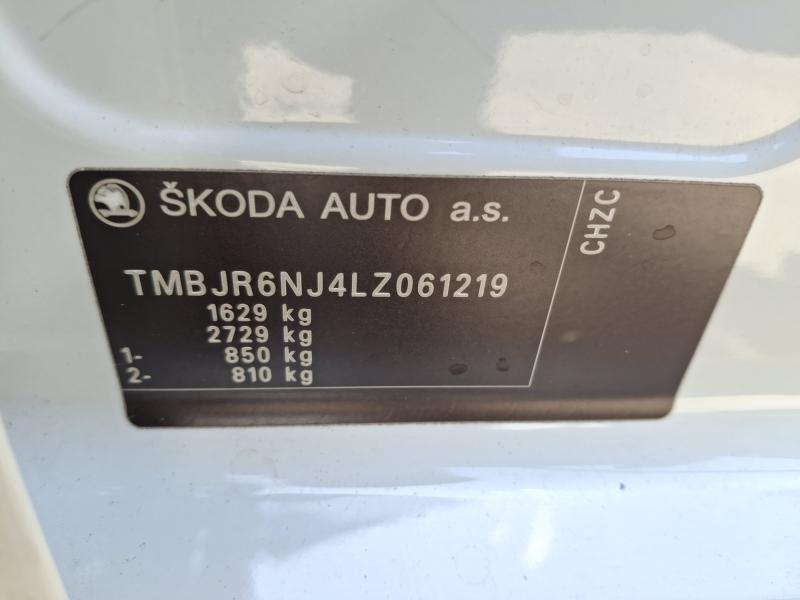 ŠKODA AUTO a.s.
CHZC
TMBJR6NJ4LZ061219
1629 kg
2729 kg
1- 850 kg
2- 810 kg